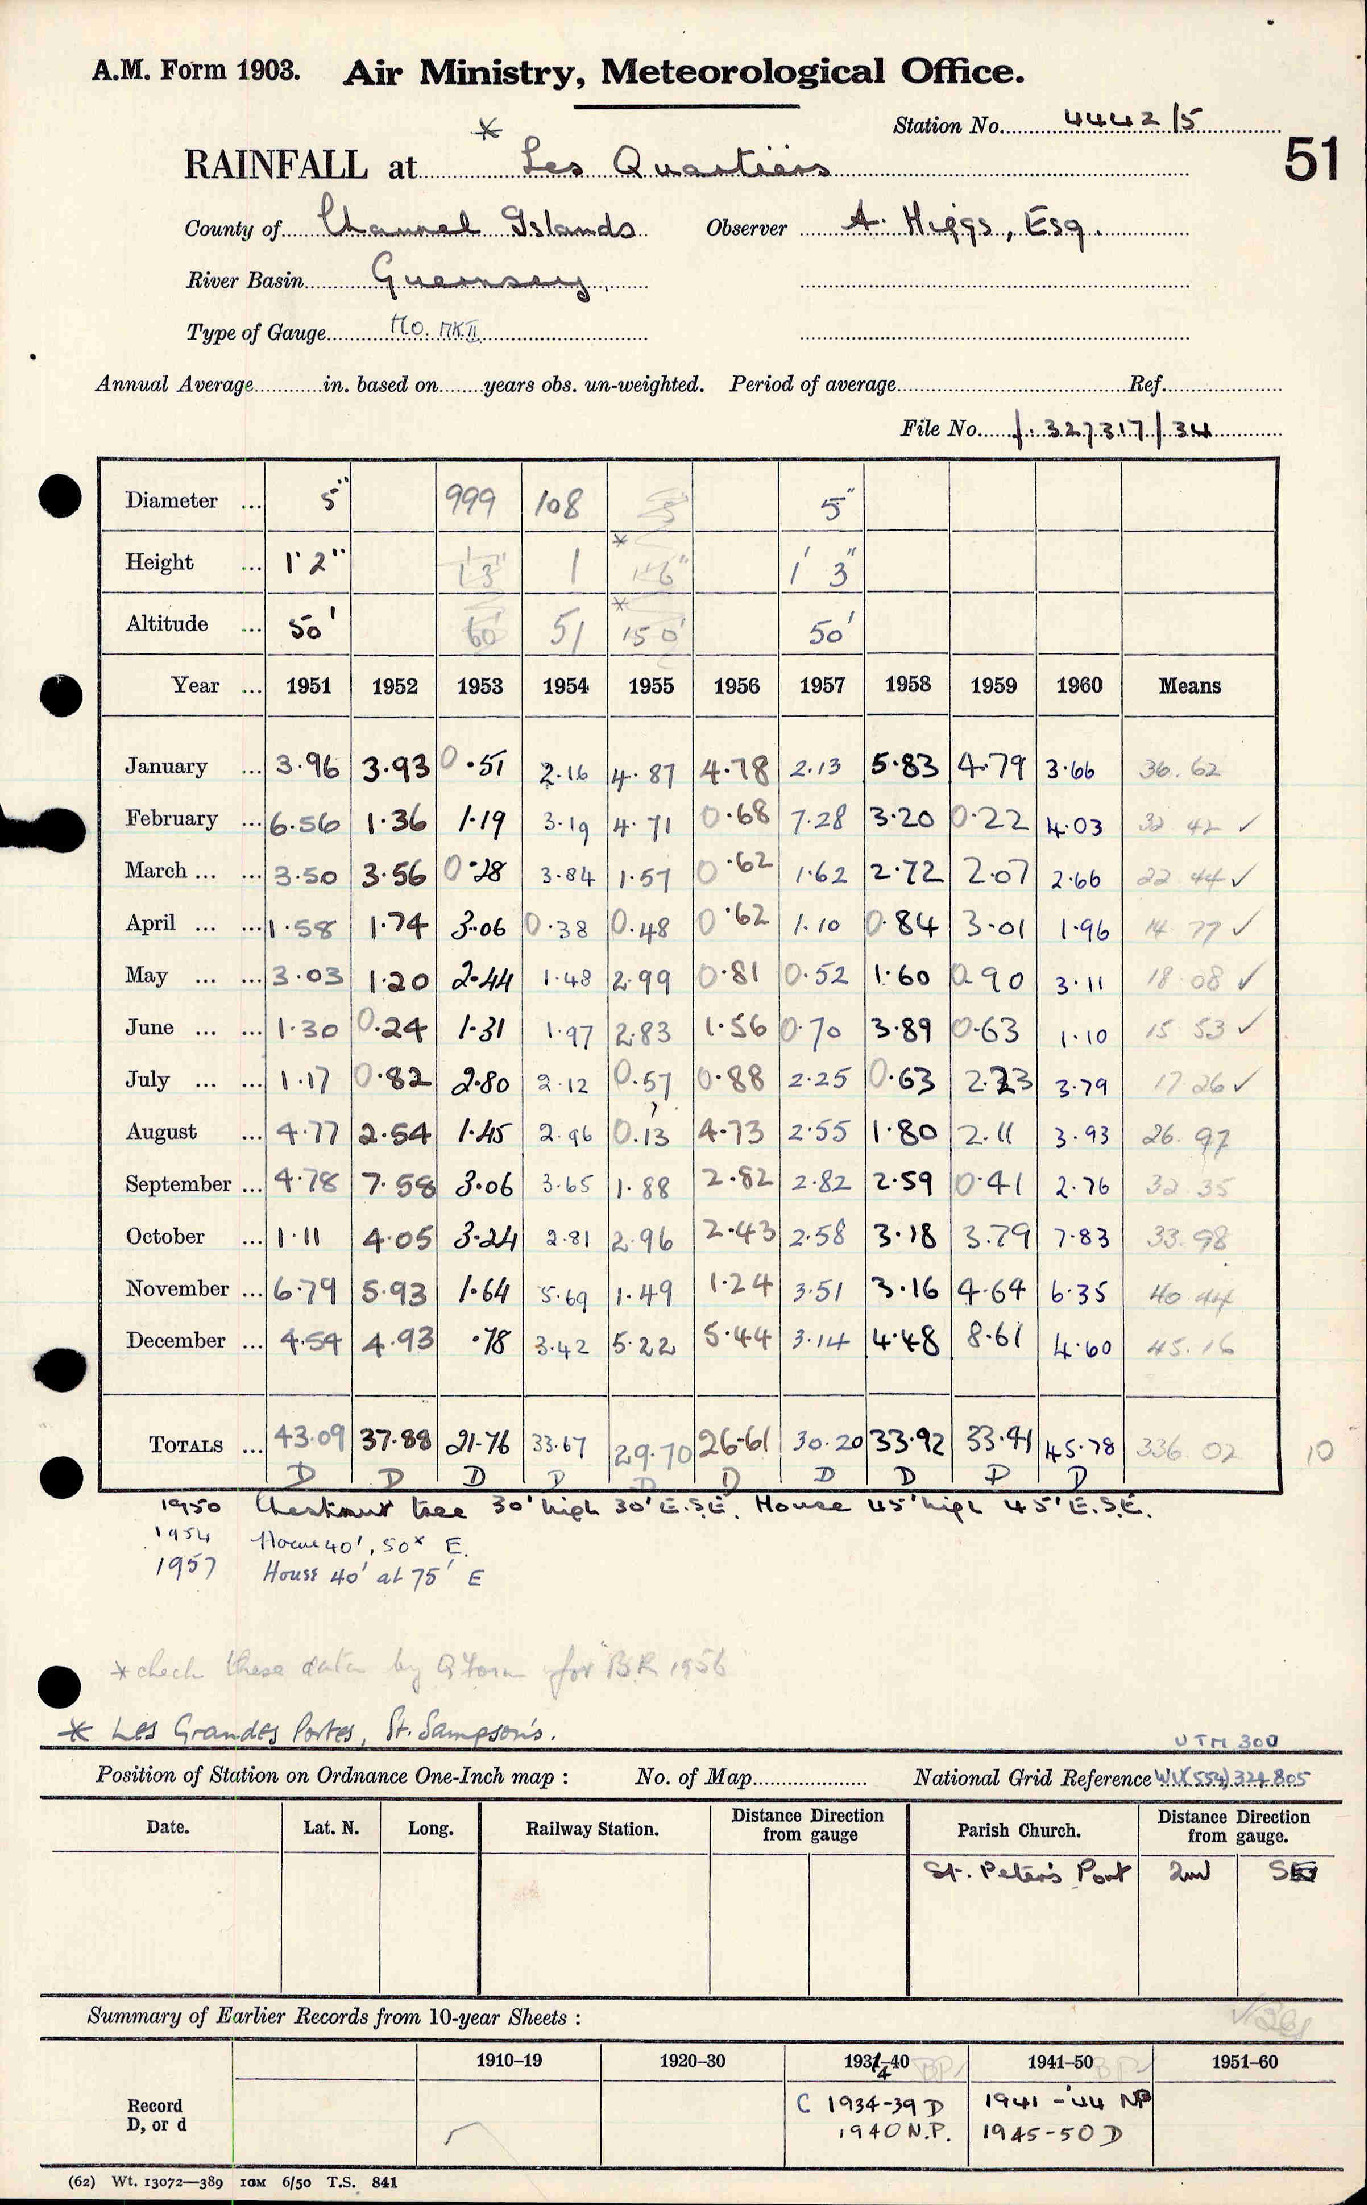 A.M. Form 1903. Air Ministry, Meteorological Office.
Station No. 4442/5
51
* RAINFALL at Les Quartiers
County of Channel Islands Observer A. Higgs, Esq.
River Basin Guernsey.
Type of Gauge MO. MK II
Annual Average in. based on years obs. un-weighted. Period of average Ref.
File No. f. 327317/34
Diameter ... 5" 999 108 5 5"
Height ... 1' 2" 1 3" 1 * 1' 6" 1' 3"
Altitude ... 50' 60' 51 * 150' 50'
Year ... 1951 1952 1953 1954 1955 1956 1957 1958 1959 1960 Means
January ... 3.96 3.93 0.51 2.16 4.87 4.78 2.13 5.83 4.79 3.66 36.62
February ... 6.56 1.36 1.19 3.19 4.71 0.68 7.28 3.20 0.22 4.03 32 42 ✓
March ... ... 3.50 3.56 0.28 3.84 1.57 0.62 1.62 2.72 2.07 2.66 22 44 ✓
April ... ... 1.58 1.74 3.06 0.38 0.48 0.62 1.10 0.84 3.01 1.96 14 77 ✓
May ... ... 3.03 1.20 2.44 1.48 2.99 0.81 0.52 1.60 0.90 3.11 18 08 ✓
June ... ... 1.30 0.24 1.31 1.97 2.83 1.56 0.70 3.89 0.63 1.10 15 53 ✓
July ... ... 1.17 0.82 2.80 2.12 0.57 0.88 2.25 0.63 2.23 3.79 17 26 ✓
August ... 4.77 2.54 1.45 2.96 0.13 4.73 2.55 1.80 2.11 3.93 26.97
September ... 4.78 7.58 3.06 3.65 1.88 2.82 2.82 2.59 0.41 2.76 32 35
October ... 1.11 4.05 3.24 2.81 2.96 2.43 2.58 3.18 3.79 7.83 33.98
November ... 6.79 5.93 1.64 5.69 1.49 1.24 3.51 3.16 4.64 6.35 40 44
December ... 4.54 4.93 .78 3.42 5.22 5.44 3.14 4.48 8.61 4.60 45.16
TOTALS ... 43.09 37.88 21.76 33.67 29.70 26.61 30.20 33.92 33.41 45.78 336 02 10
D D D D D D D D D D
1950 Chestnut tree 30' high 30' E.S.E. House 45' high 45' E.S.E.
1954 House 40', 50x E.
1957 House 40' at 75' E
* check these data by Q Form for B.R. 1956
* Les Grandes Portes, St. Sampson's.
UTM 300
Position of Station on Ordnance One-Inch map : No. of Map National Grid Reference WV(554) 324 805
Date. Lat. N. Long. Railway Station. Distance from gauge Direction Parish Church. Distance from gauge. Direction
St. Peter's Port 2m SE
Summary of Earlier Records from 10-year Sheets :
1910–19 1920–30 1931/4–40 1941–50 1951–60
Record D, or d
C 1934-39 D 1941 - '44 NP
1940 N.P. 1945-50 D
(62) Wt. 13072—389 10M 6/50 T.S. 841